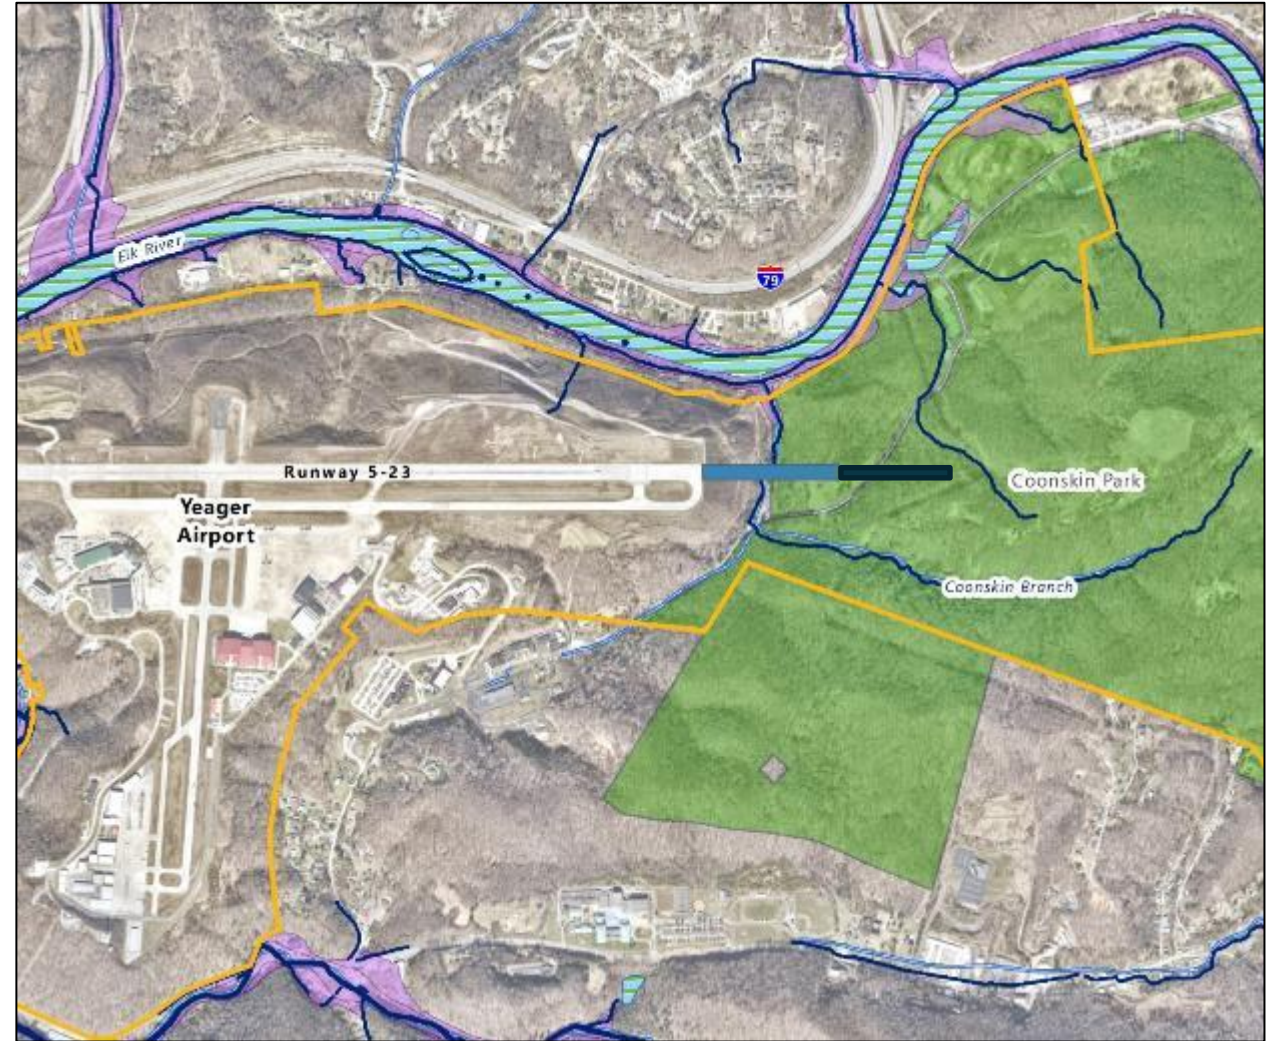 Elk River
79
Runway 5-23
Yeager
Airport
Coonskin Park
Coonskin Branch